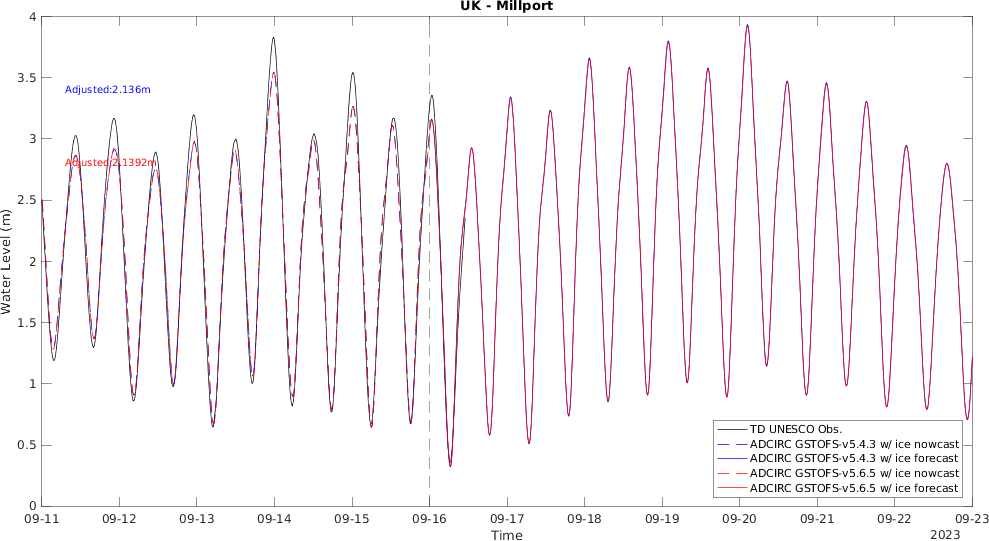 UK - Millport
4
3.5
3
2.5
2
1.5
1
0.5
0
Water Level (m)
Adjusted:2.136m
Adjusted:2.1392m
TD UNESCO Obs.
ADCIRC GSTOFS-v5.4.3 w/ ice nowcast
ADCIRC GSTOFS-v5.4.3 w/ ice forecast
ADCIRC GSTOFS-v5.6.5 w/ ice nowcast
ADCIRC GSTOFS-v5.6.5 w/ ice forecast
09-11 09-12 09-13 09-14 09-15 09-16 09-17 09-18 09-19 09-20 09-21 09-22 09-23
Time
2023